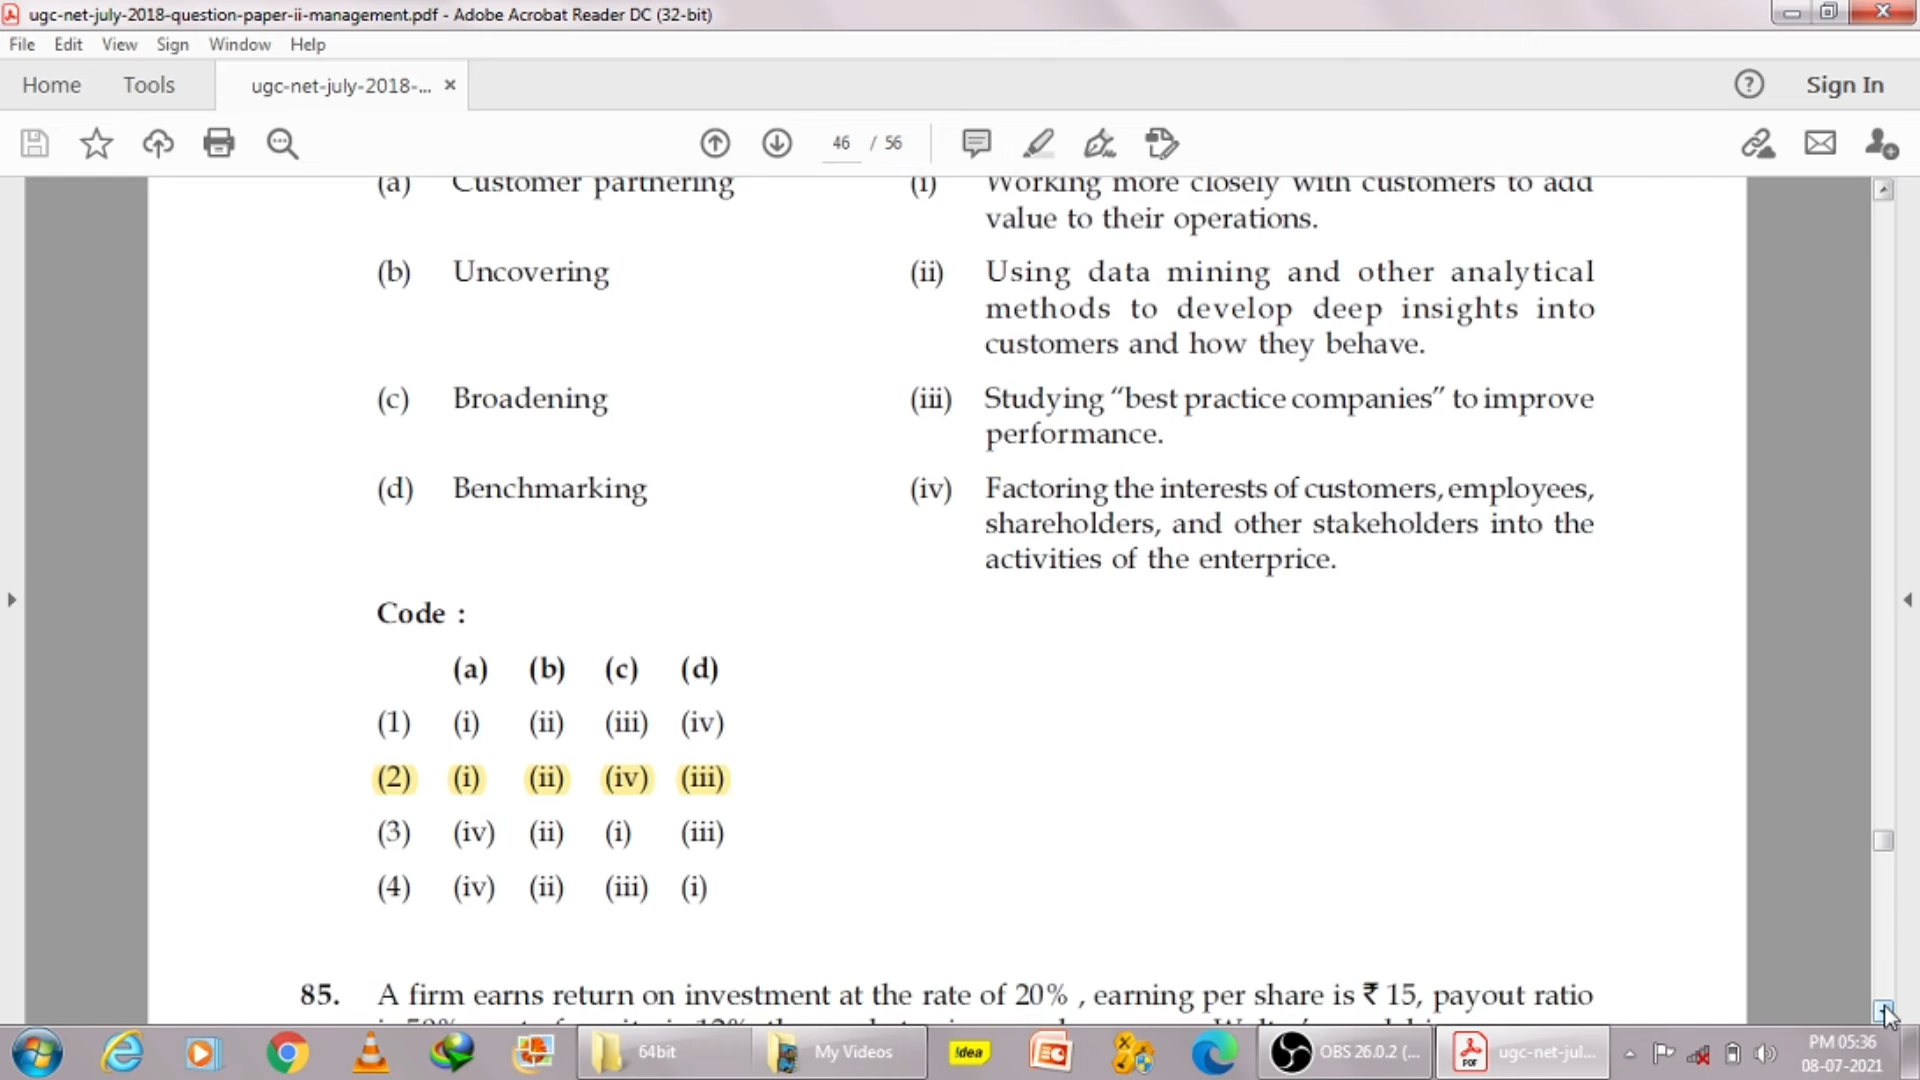 ugc-net-july-2018-question-paper-ii-management.pdf - Adobe Acrobat Reader DC (32-bit)
File Edit View Sign Window Help
Home Tools ugc-net-july-2018-... × Sign In
46 / 56
(a) Customer partnering (i) Working more closely with customers to add
value to their operations.
(b) Uncovering (ii) Using data mining and other analytical
methods to develop deep insights into
customers and how they behave.
(c) Broadening (iii) Studying “best practice companies” to improve
performance.
(d) Benchmarking (iv) Factoring the interests of customers, employees,
shareholders, and other stakeholders into the
activities of the enterprice.
Code :
(a) (b) (c) (d)
(1) (i) (ii) (iii) (iv)
(2) (i) (ii) (iv) (iii)
(3) (iv) (ii) (i) (iii)
(4) (iv) (ii) (iii) (i)
85. A firm earns return on investment at the rate of 20% , earning per share is ₹ 15, payout ratio
64bit My Videos !dea OBS 26.0.2 (... PDF ugc-net-jul... PM 05:36
08-07-2021